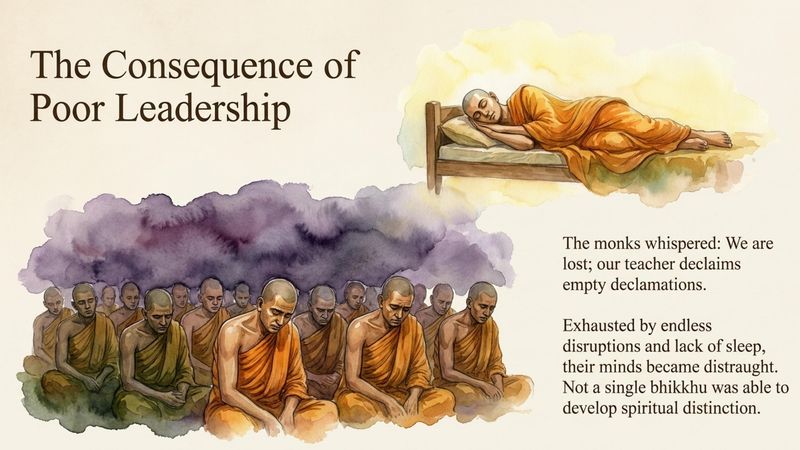 The Consequence of
Poor Leadership
The monks whispered: We are
lost; our teacher declaims
empty declamations.
Exhausted by endless
disruptions and lack of sleep,
their minds became distraught.
Not a single bhikkhu was able to
develop spiritual distinction.